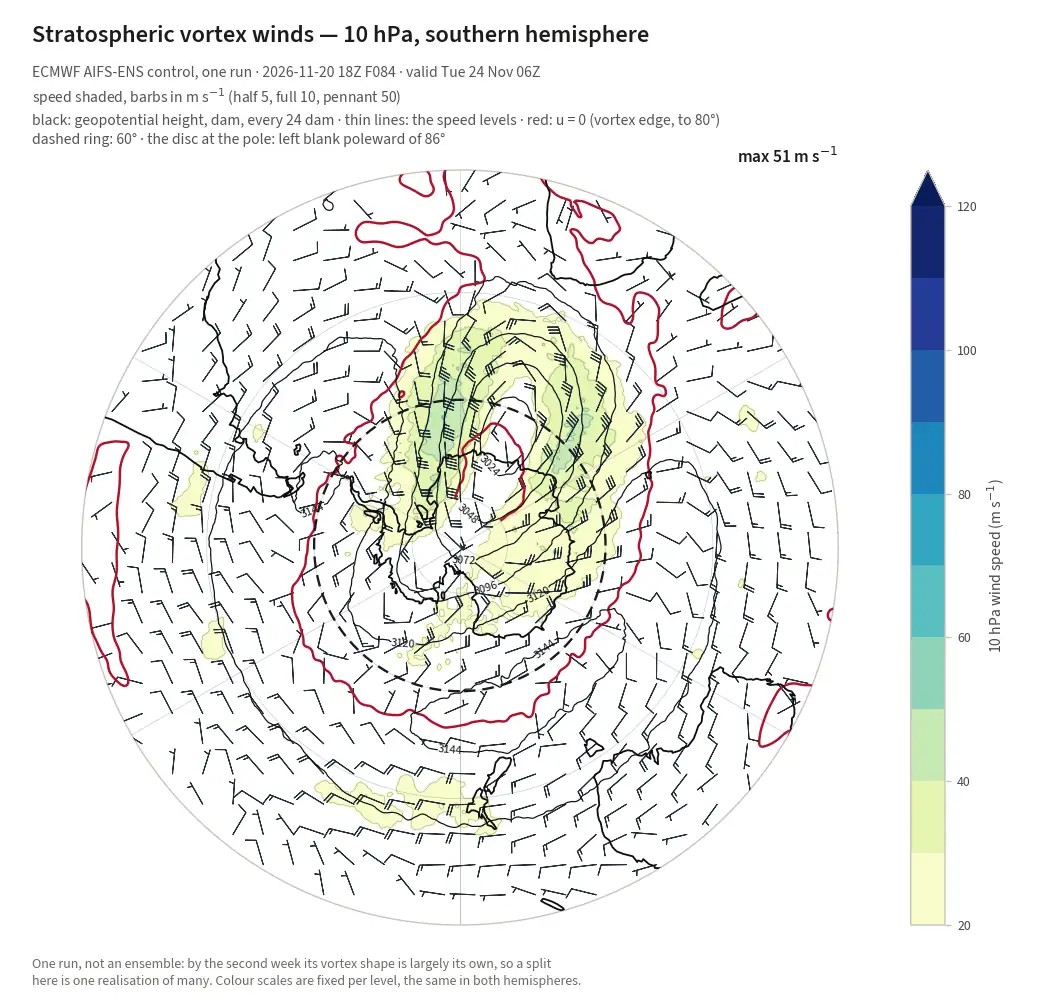 Stratospheric vortex winds — 10 hPa, southern hemisphere
ECMWF AIFS-ENS control, one run · 2026-11-20 18Z F084 · valid Tue 24 Nov 06Z
speed shaded, barbs in m s⁻¹ (half 5, full 10, pennant 50)
black: geopotential height, dam, every 24 dam · thin lines: the speed levels · red: u = 0 (vortex edge, to 80°)
dashed ring: 60° · the disc at the pole: left blank poleward of 86°
max 51 m s⁻¹
120
100
80
60
40
20
10 hPa wind speed (m s⁻¹)
3024
3048
3072
3096
3120
3120
3144
3144
One run, not an ensemble: by the second week its vortex shape is largely its own, so a split
here is one realisation of many. Colour scales are fixed per level, the same in both hemispheres.